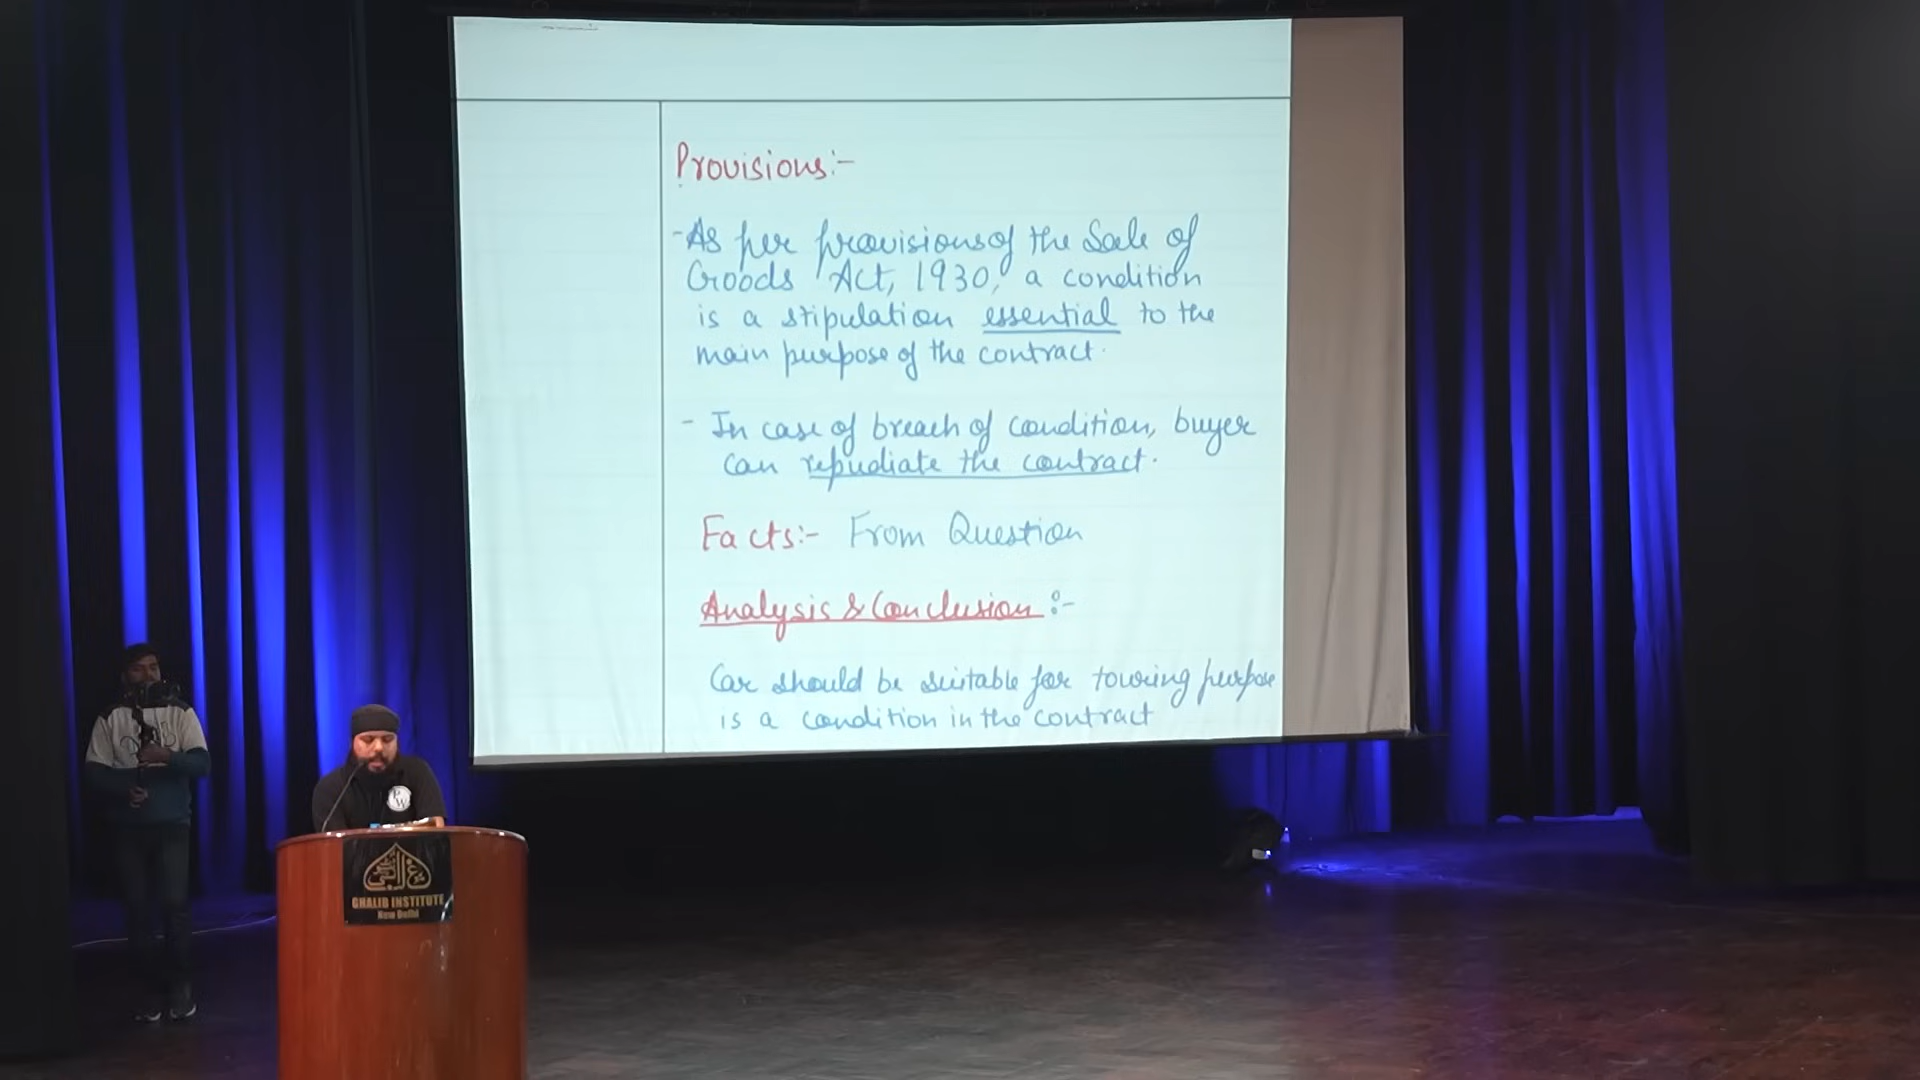 Provisions:-
- As per provisions of the Sale of
Goods Act, 1930, a condition
is a stipulation essential to the
main purpose of the contract.
- In case of breach of condition, buyer
can repudiate the contract.
Facts:- From Question
Analysis & Conclusion :-
Car should be suitable for touring purpose
is a condition in the contract
PW
GHALIB INSTITUTE
New Delhi